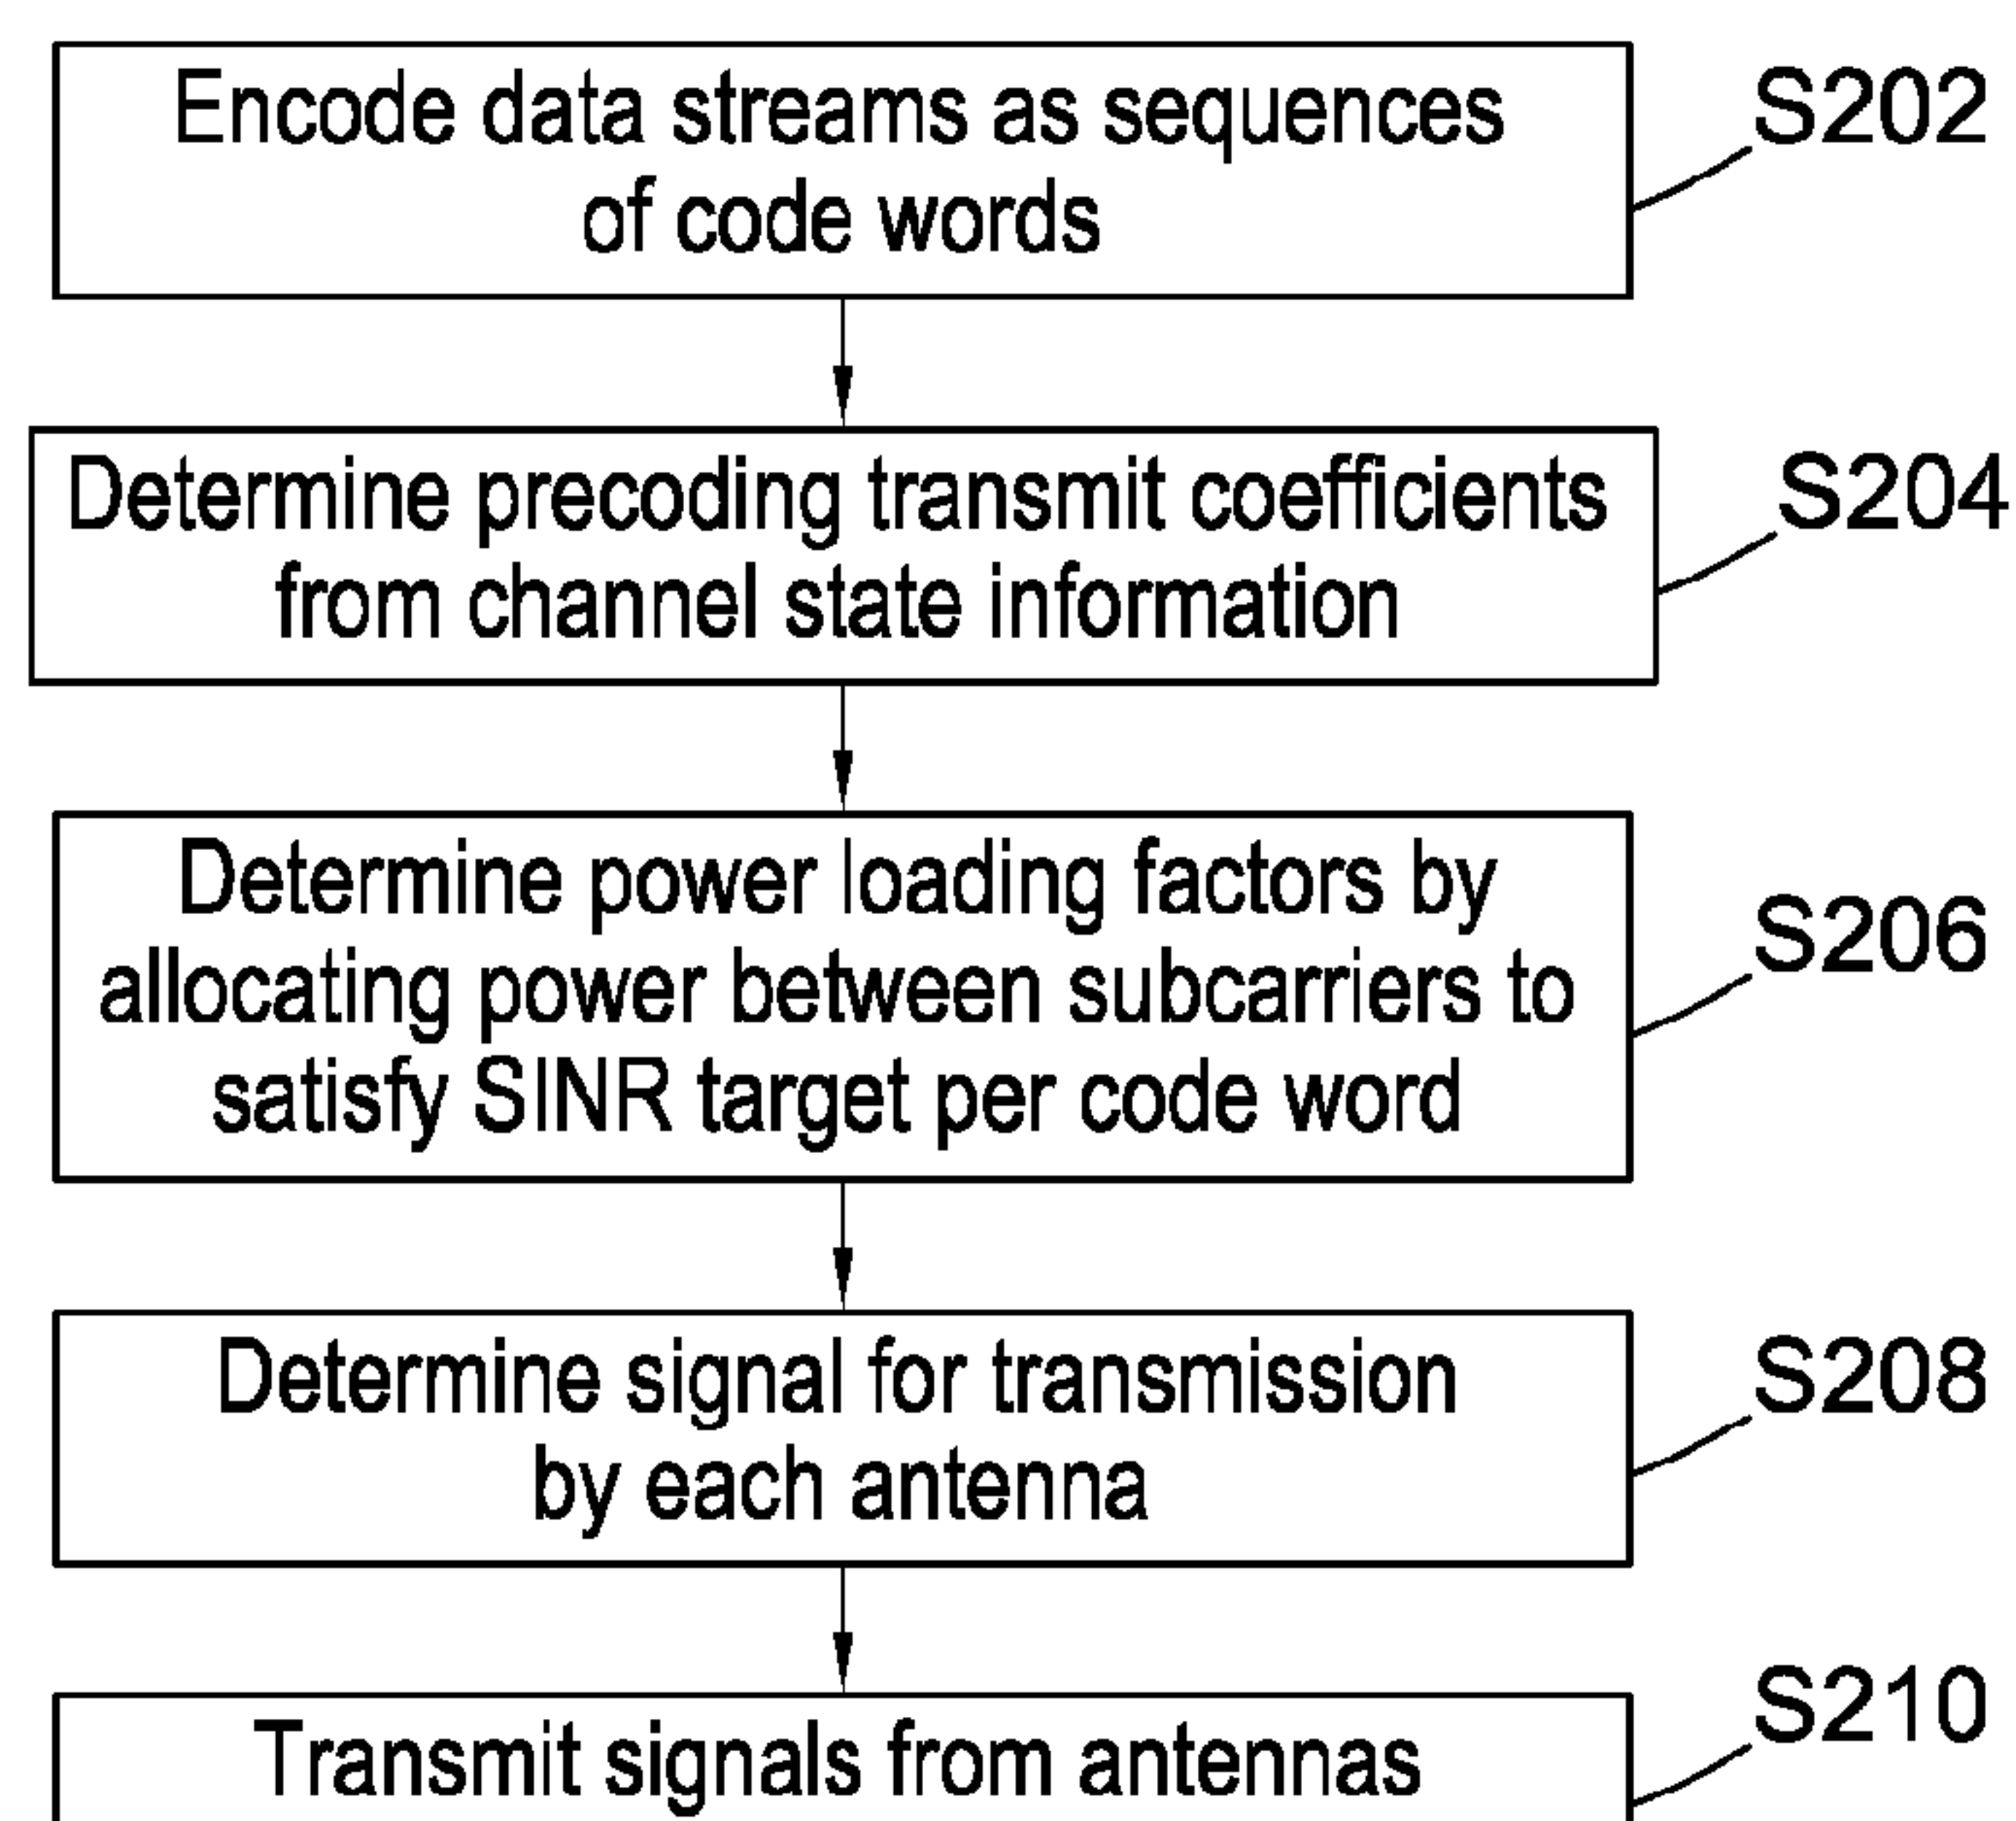 Encode data streams as sequences
of code words
S202
Determine precoding transmit coefficients
from channel state information
S204
Determine power loading factors by
allocating power between subcarriers to
satisfy SINR target per code word
S206
Determine signal for transmission
by each antenna
S208
Transmit signals from antennas
S210